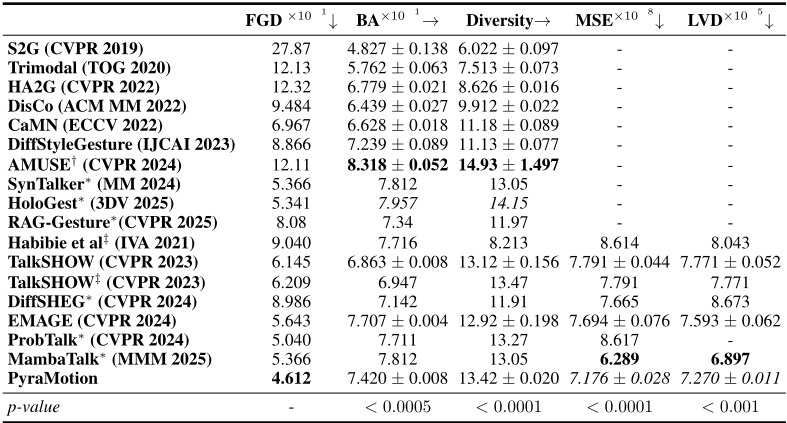 FGD ×10 1↓ BA×10 1→ Diversity→ MSE×10 8↓ LVD×10 5↓
S2G (CVPR 2019) 27.87 4.827 ± 0.138 6.022 ± 0.097 - -
Trimodal (TOG 2020) 12.13 5.762 ± 0.063 7.513 ± 0.073 - -
HA2G (CVPR 2022) 12.32 6.779 ± 0.021 8.626 ± 0.016 - -
DisCo (ACM MM 2022) 9.484 6.439 ± 0.027 9.912 ± 0.022 - -
CaMN (ECCV 2022) 6.967 6.628 ± 0.018 11.18 ± 0.089 - -
DiffStyleGesture (IJCAI 2023) 8.866 7.239 ± 0.089 11.13 ± 0.077 - -
AMUSE† (CVPR 2024) 12.11 8.318 ± 0.052 14.93 ± 1.497 - -
SynTalker* (MM 2024) 5.366 7.812 13.05 - -
HoloGest* (3DV 2025) 5.341 7.957 14.15 - -
RAG-Gesture*(CVPR 2025) 8.08 7.34 11.97 - -
Habibie et al‡ (IVA 2021) 9.040 7.716 8.213 8.614 8.043
TalkSHOW (CVPR 2023) 6.145 6.863 ± 0.008 13.12 ± 0.156 7.791 ± 0.044 7.771 ± 0.052
TalkSHOW‡ (CVPR 2023) 6.209 6.947 13.47 7.791 7.771
DiffSHEG* (CVPR 2024) 8.986 7.142 11.91 7.665 8.673
EMAGE (CVPR 2024) 5.643 7.707 ± 0.004 12.92 ± 0.198 7.694 ± 0.076 7.593 ± 0.062
ProbTalk* (CVPR 2024) 5.040 7.711 13.27 8.617 -
MambaTalk* (MMM 2025) 5.366 7.812 13.05 6.289 6.897
PyraMotion 4.612 7.420 ± 0.008 13.42 ± 0.020 7.176 ± 0.028 7.270 ± 0.011
p-value - < 0.0005 < 0.0001 < 0.0001 < 0.001